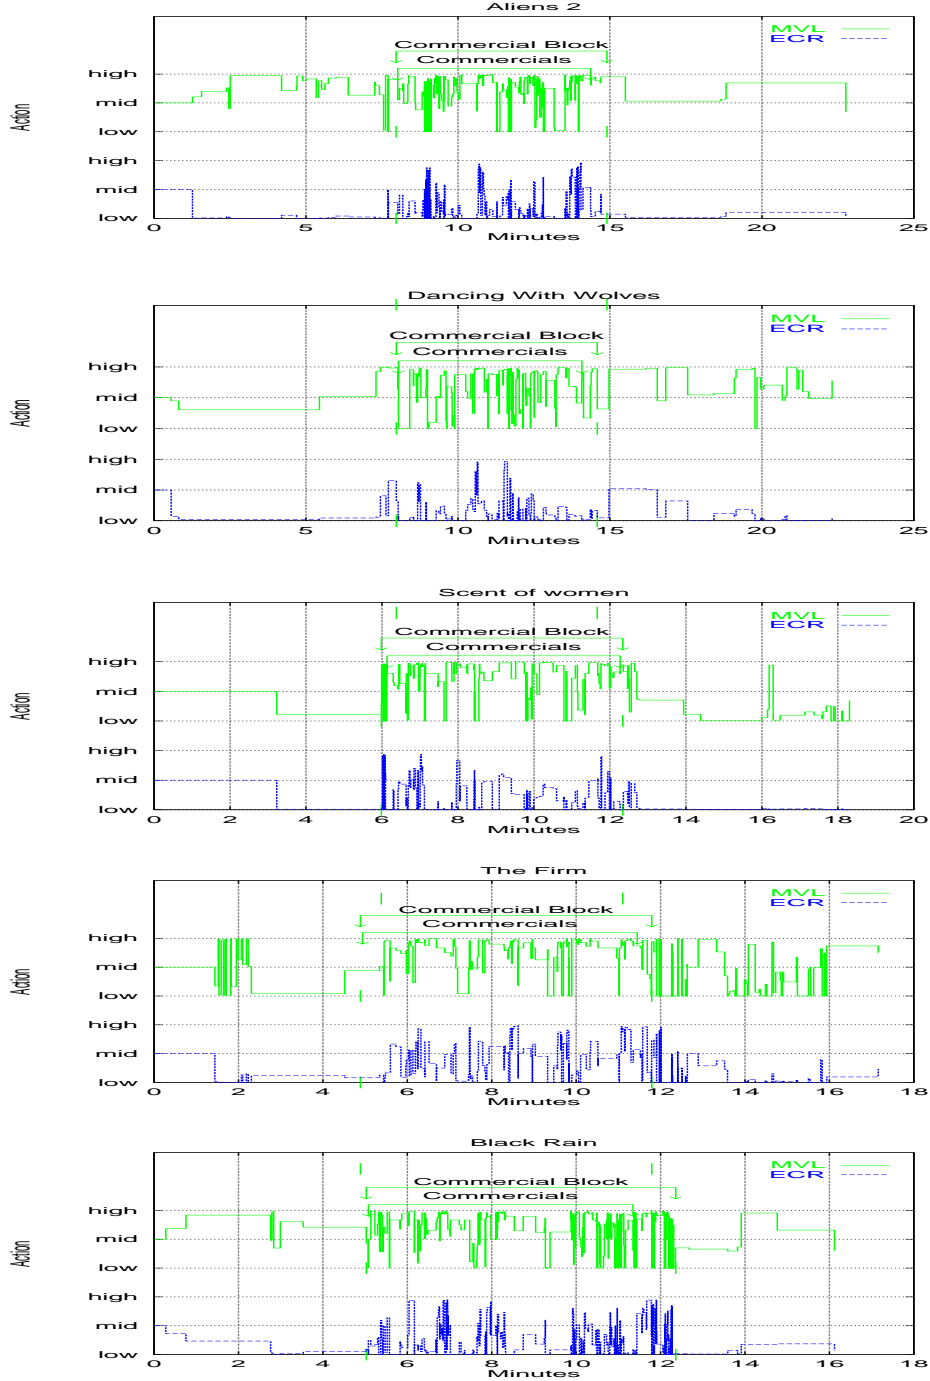 Aliens 2
MVL
ECR
Commercial Block
Commercials
high
mid
low
high
mid
low
Action
0 5 10 15 20 25
Minutes
Dancing With Wolves
MVL
ECR
Commercial Block
Commercials
high
mid
low
high
mid
low
Action
0 5 10 15 20 25
Minutes
Scent of women
MVL
ECR
Commercial Block
Commercials
high
mid
low
high
mid
low
Action
0 2 4 6 8 10 12 14 16 18 20
Minutes
The Firm
MVL
ECR
Commercial Block
Commercials
high
mid
low
high
mid
low
Action
0 2 4 6 8 10 12 14 16 18
Minutes
Black Rain
MVL
ECR
Commercial Block
Commercials
high
mid
low
high
mid
low
Action
0 2 4 6 8 10 12 14 16 18
Minutes